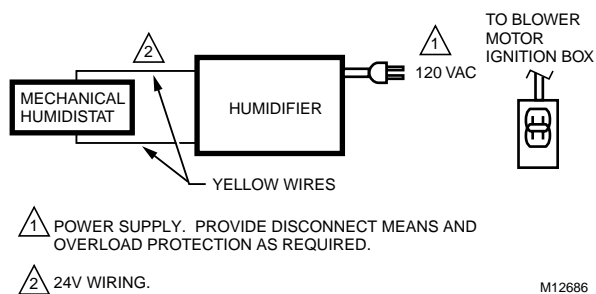 TO BLOWER
MOTOR
IGNITION BOX
2
1
120 VAC
MECHANICAL
HUMIDISTAT
HUMIDIFIER
YELLOW WIRES
1 POWER SUPPLY. PROVIDE DISCONNECT MEANS AND
OVERLOAD PROTECTION AS REQUIRED.
2 24V WIRING.
M12686